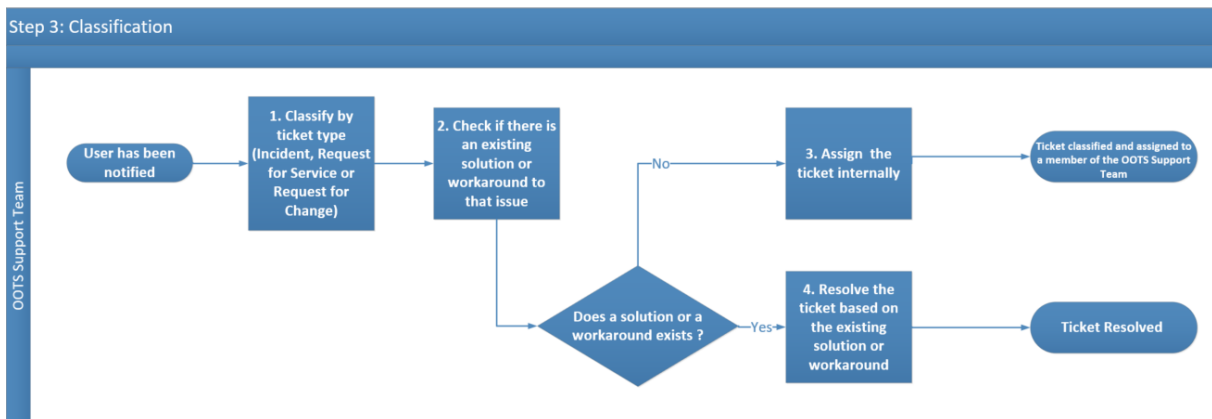 Step 3: Classification
OOTS Support Team
User has been
notified
1. Classify by
ticket type
(Incident, Request
for Service or
Request for
Change)
2. Check if there is
an existing
solution or
workaround to
that issue
Does a solution or a
workaround exists ?
No
3. Assign the
ticket internally
Ticket classified and assigned to
a member of the OOTS Support
Team
Yes
4. Resolve the
ticket based on
the existing
solution or
workaround
Ticket Resolved